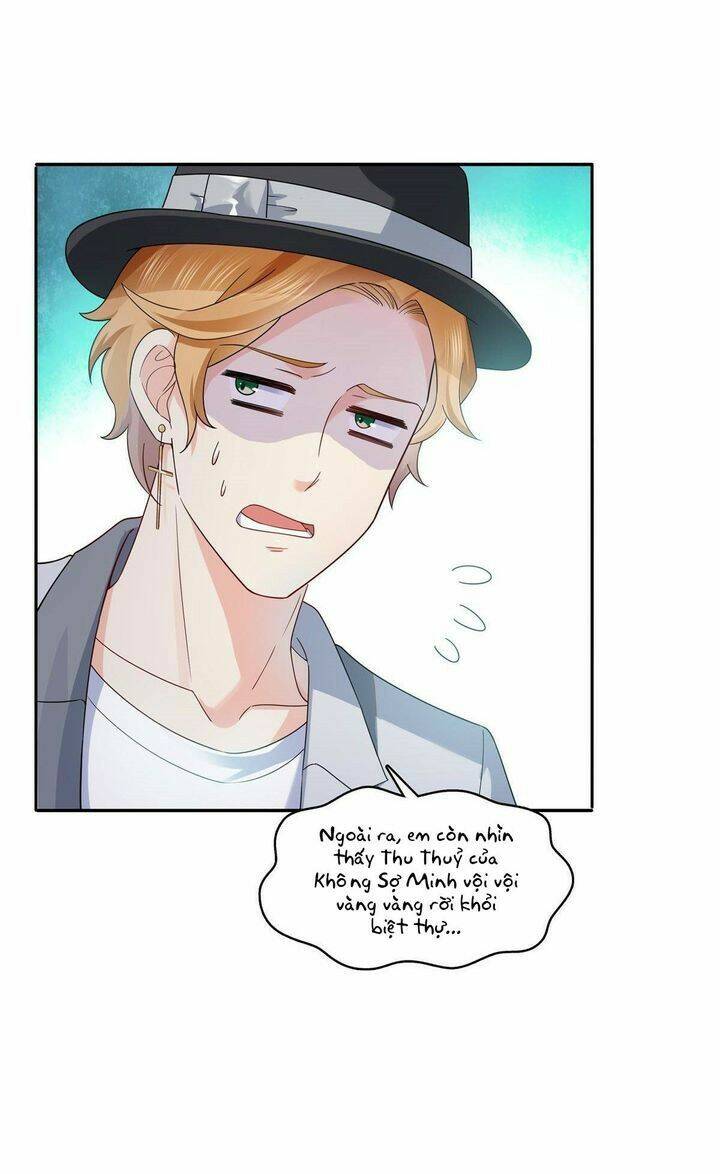 Ngoài ra, em còn nhìn
thấy Thu Thuỷ của
Không Sợ Minh vội vội
vàng vàng rời khỏi
biệt thự...